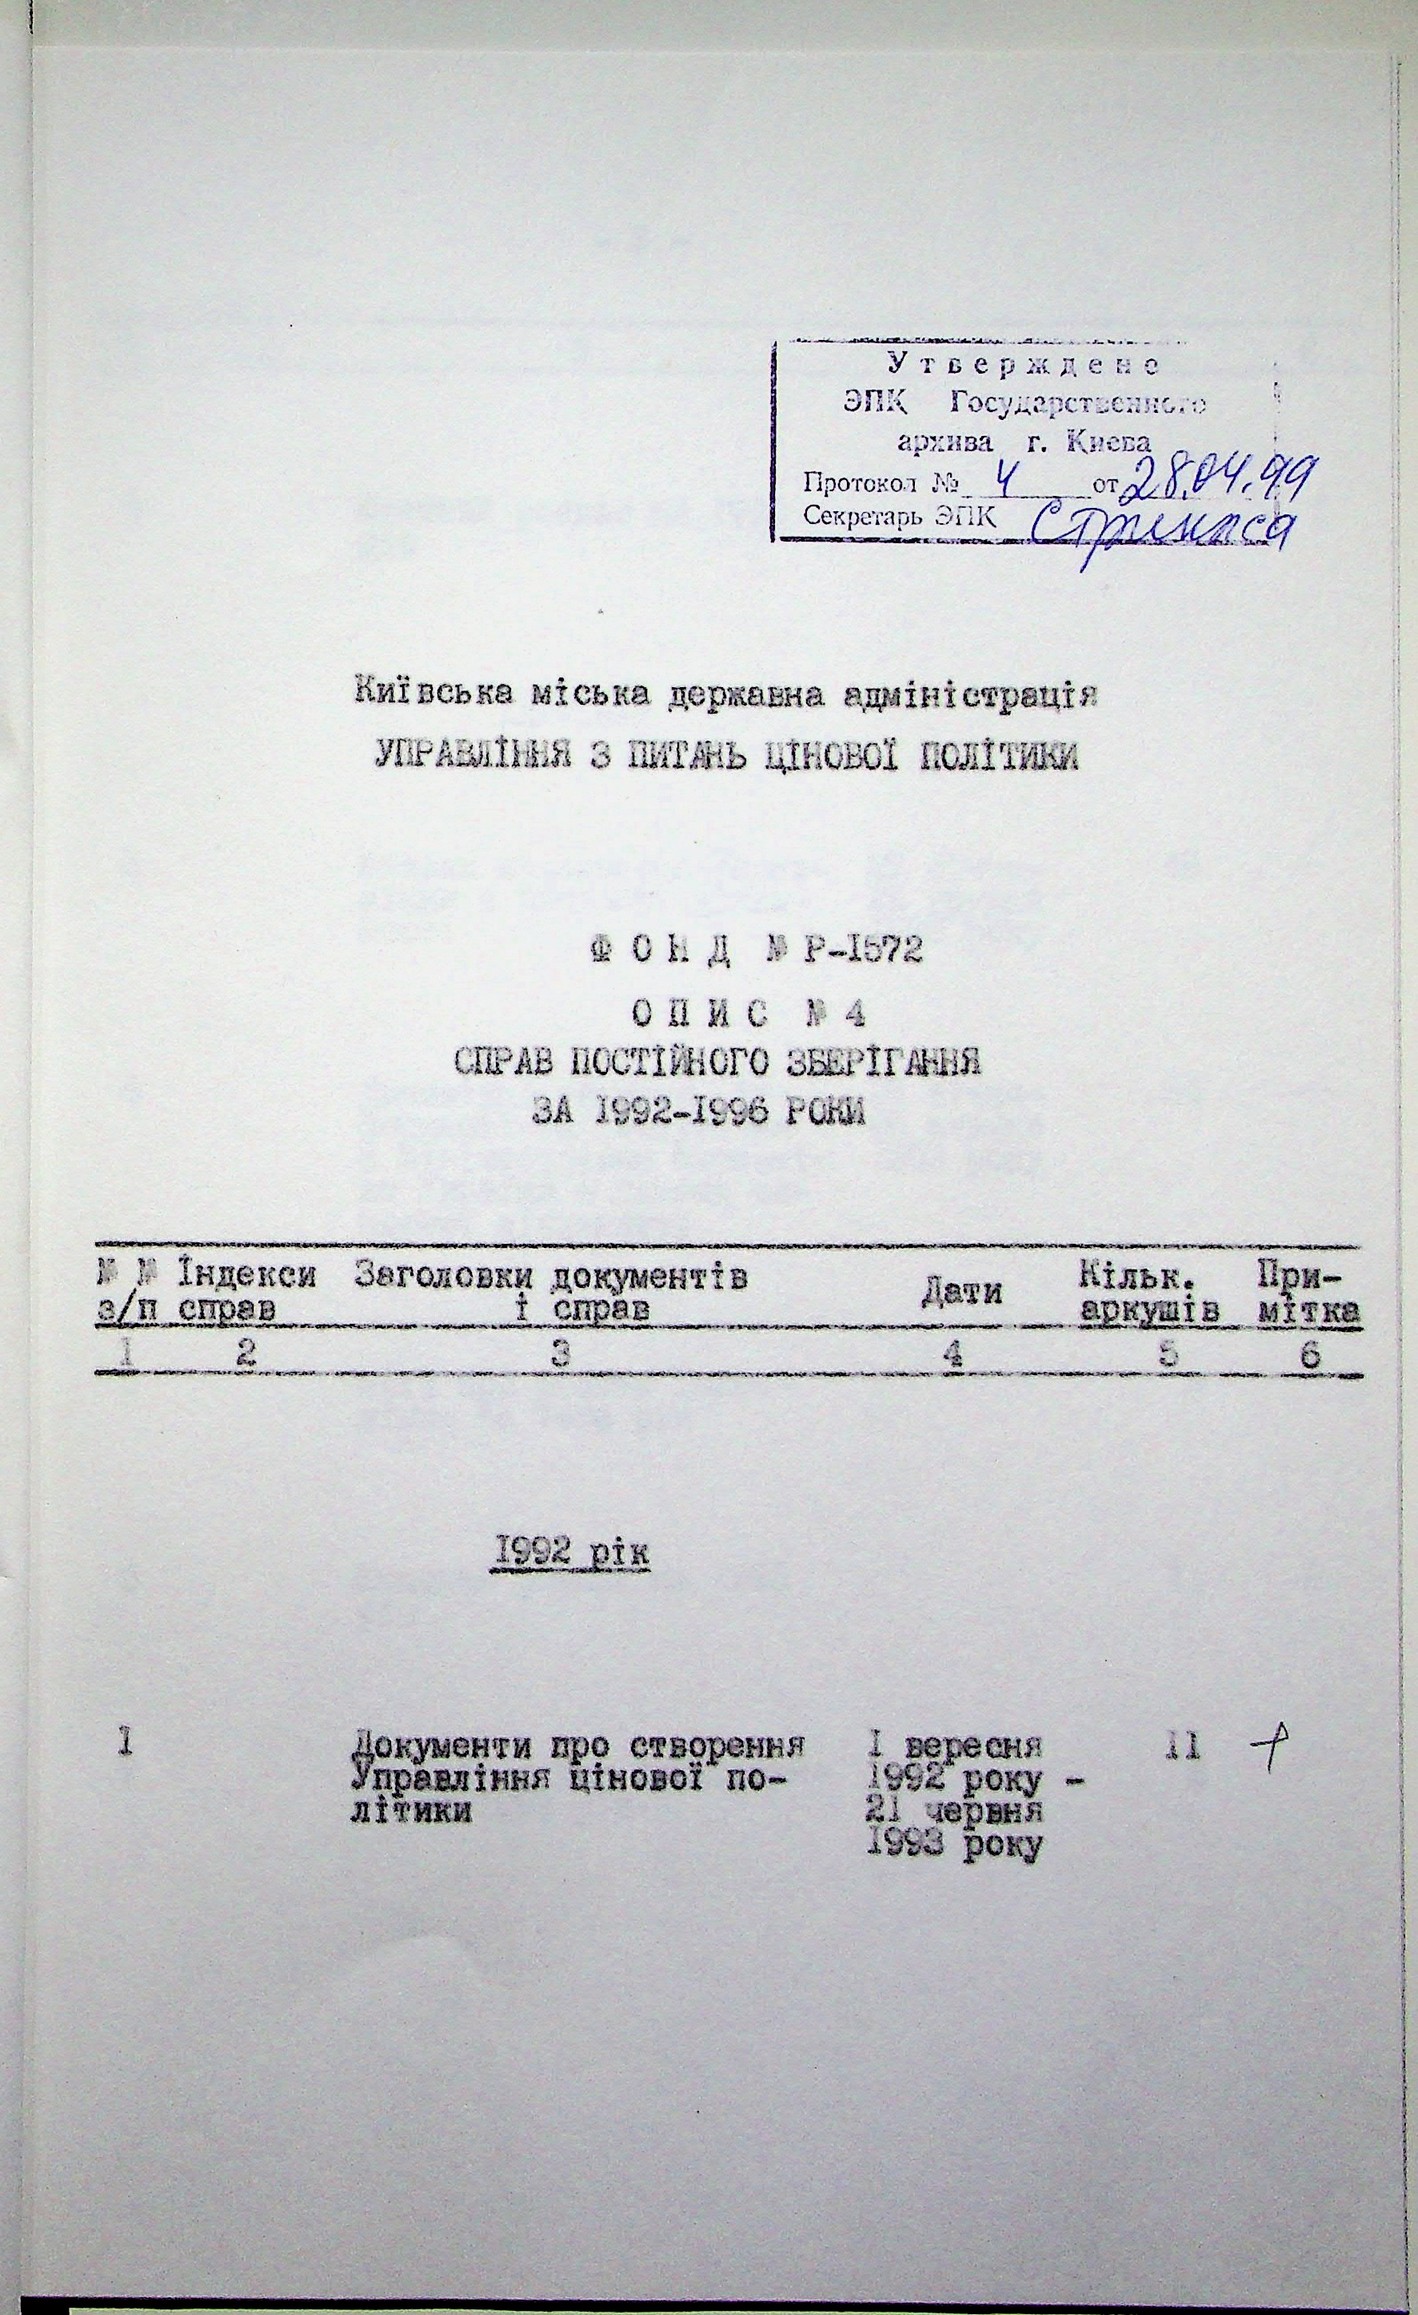 Утверждено
ЭПК Государственного
архива г. Киева
Протокол № 4 от 28.04.99
Секретарь ЭПК
Київська міська державна адміністрація
УПРАВЛІННЯ З ПИТАНЬ ЦІНОВОЇ ПОЛІТИКИ
ФОНД № Р-1572
ОПИС № 4
СПРАВ ПОСТІЙНОГО ЗБЕРІГАННЯ
ЗА 1992-1996 РОКИ
№ № Індекси Заголовки документів Дати Кільк. При-
з/п справ і справ аркушів мітка
1 2 3 4 5 6
1992 рік
1 Документи про створення 1 вересня 11 +
Управління цінової по- 1992 року -
літики 21 червня
1993 року